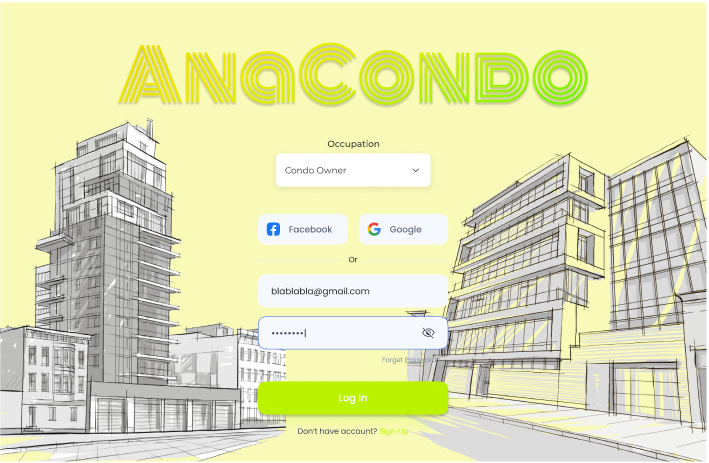 AnaCondo
Occupation
Condo Owner
Facebook
Google
Or
blablabla@gmail.com
••••••••
Forget Password?
Log In
Don't have account? Sign Up